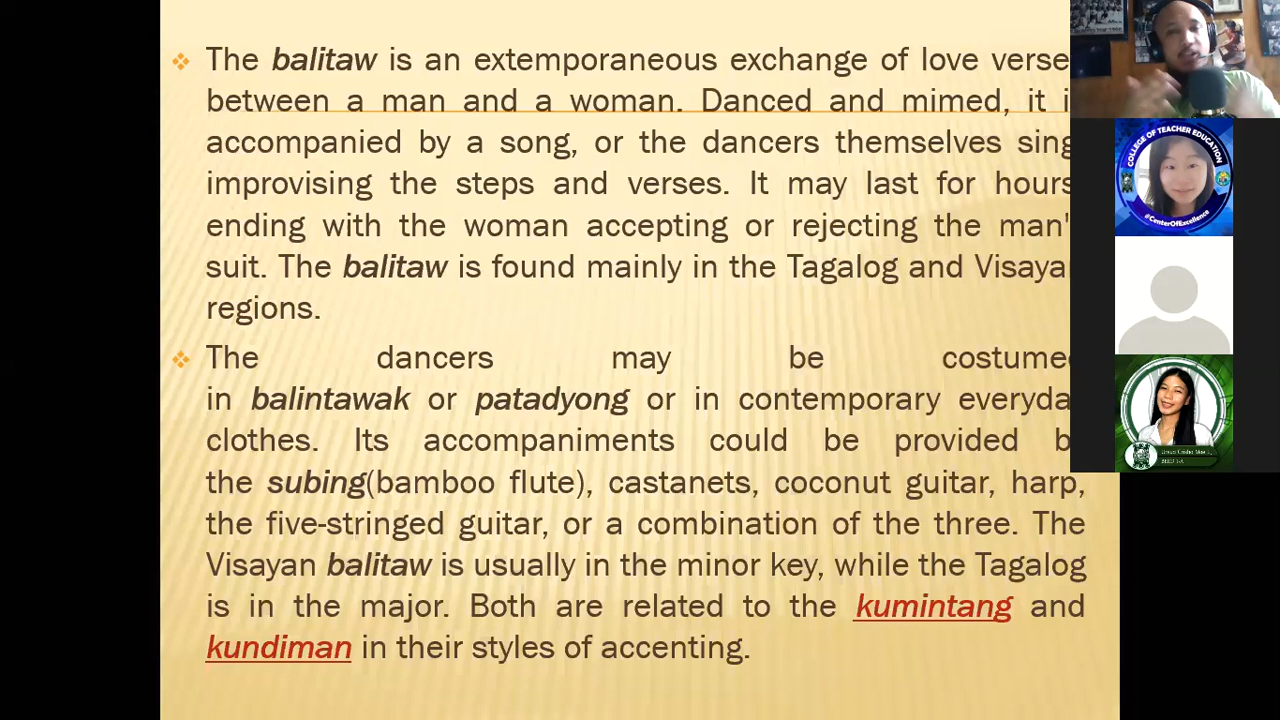 The balitaw is an extemporaneous exchange of love verse
between a man and a woman. Danced and mimed, it i
accompanied by a song, or the dancers themselves sing
improvising the steps and verses. It may last for hours
ending with the woman accepting or rejecting the man'
suit. The balitaw is found mainly in the Tagalog and Visaya
regions.
The dancers may be costume
in balintawak or patadyong or in contemporary everyda
clothes. Its accompaniments could be provided b
the subing(bamboo flute), castanets, coconut guitar, harp,
the five-stringed guitar, or a combination of the three. The
Visayan balitaw is usually in the minor key, while the Tagalog
is in the major. Both are related to the kumintang and
kundiman in their styles of accenting.
COLLEGE OF TEACHER EDUCATION
#CenterOfExcellence